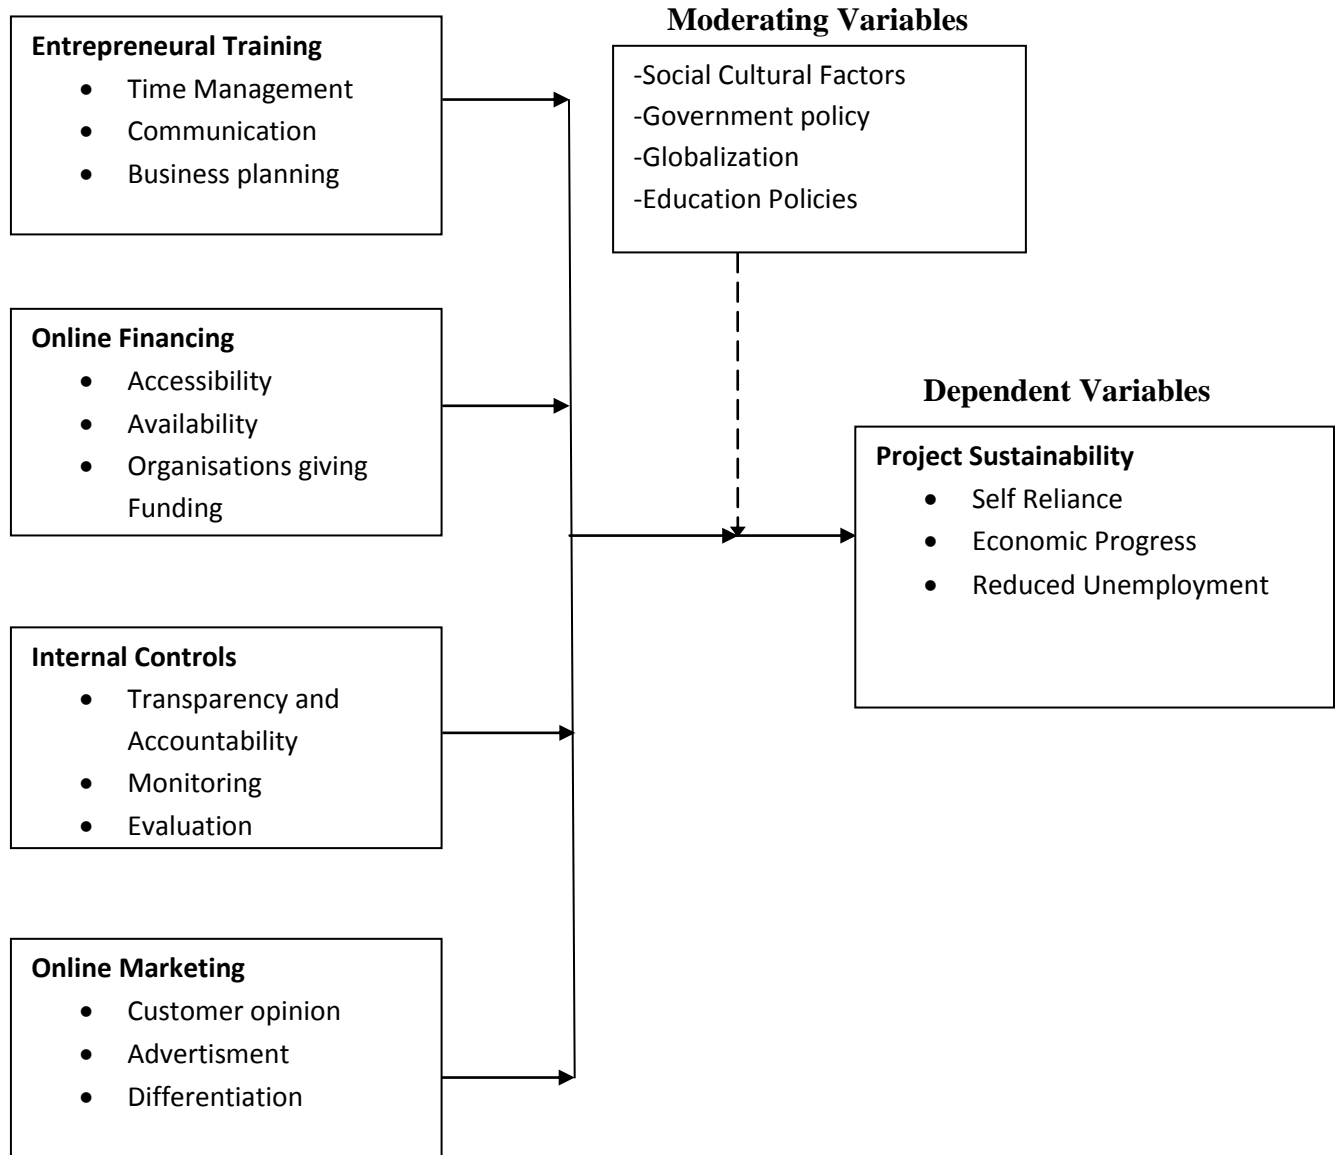 Entrepreneural Training
• Time Management
• Communication
• Business planning
Moderating Variables
-Social Cultural Factors
-Government policy
-Globalization
-Education Policies
Online Financing
• Accessibility
• Availability
• Organisations giving
Funding
Dependent Variables
Project Sustainability
• Self Reliance
• Economic Progress
• Reduced Unemployment
Internal Controls
• Transparency and
Accountability
• Monitoring
• Evaluation
Online Marketing
• Customer opinion
• Advertisment
• Differentiation